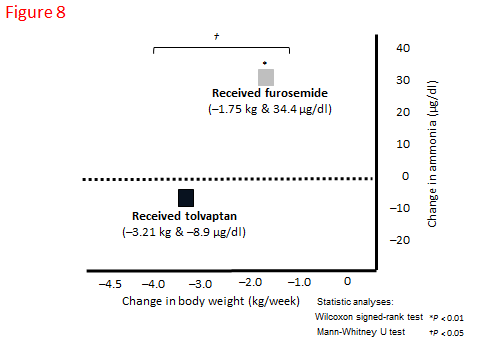 Figure 8
†
*
Received furosemide
(–1.75 kg & 34.4 µg/dl)
Received tolvaptan
(–3.21 kg & –8.9 µg/dl)
40
30
20
10
0
–10
–20
Change in ammonia (µg/dl)
–4.5 –4.0 –3.0 –2.0 –1.0 0
Change in body weight (kg/week)
Statistic analyses:
Wilcoxon signed-rank test *P < 0.01
Mann-Whitney U test †P < 0.05